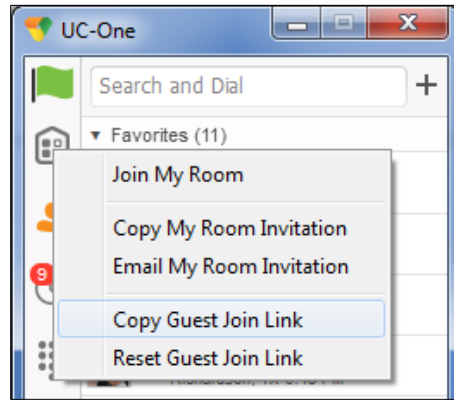 UC-One
Search and Dial
Favorites (11)
Join My Room
Copy My Room Invitation
Email My Room Invitation
9
Copy Guest Join Link
Reset Guest Join Link